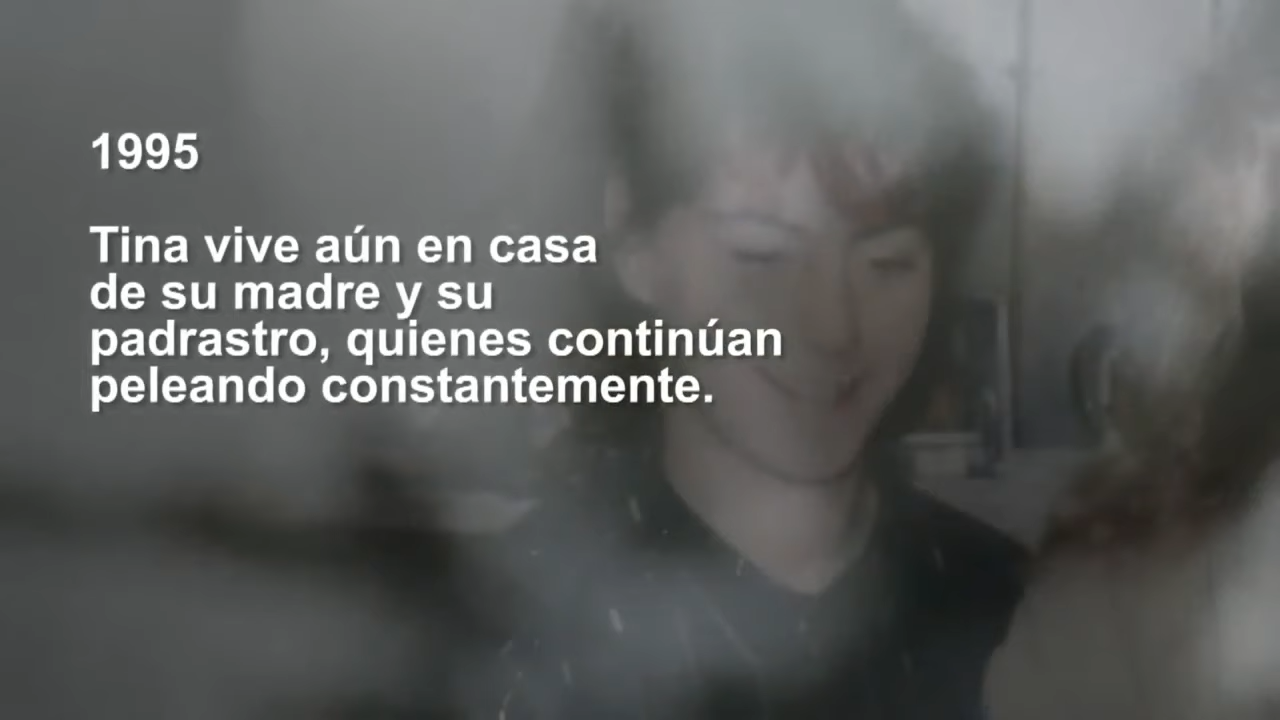 1995
Tina vive aún en casa
de su madre y su
padrastro, quienes continúan
peleando constantemente.